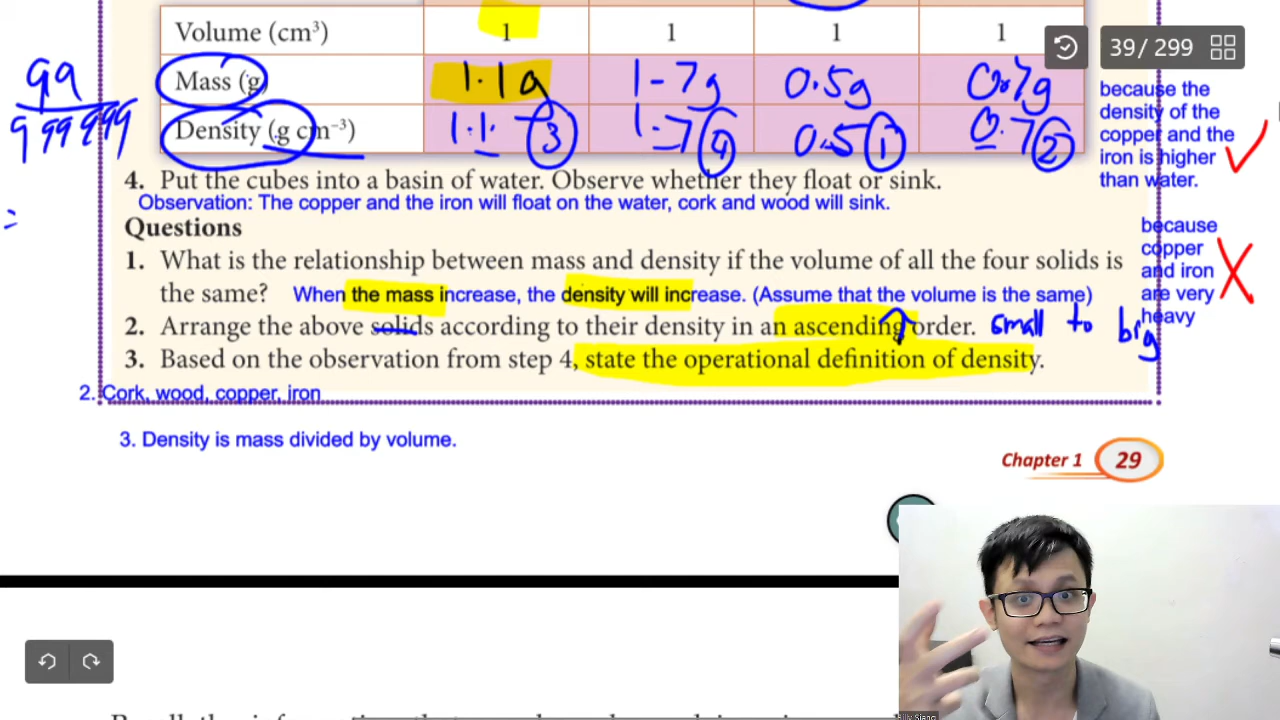 Volume (cm³) 1 1 1 1
39 / 299
99
9 99 999
=
Mass (g) 1.1g 1-7g 0.5g 0.7g
Density (g cm⁻³) 1.1 3 1-7 4 0.5 1 0.7 2
because the
density of the
copper and the
iron is higher
than water.
4. Put the cubes into a basin of water. Observe whether they float or sink.
Observation: The copper and the iron will float on the water, cork and wood will sink.
Questions
1. What is the relationship between mass and density if the volume of all the four solids is
the same? When the mass increase, the density will increase. (Assume that the volume is the same)
because
copper
and iron
are very
heavy
2. Arrange the above solids according to their density in an ascending order. small to big
3. Based on the observation from step 4, state the operational definition of density.
2. Cork, wood, copper, iron
3. Density is mass divided by volume.
Chapter 1 29